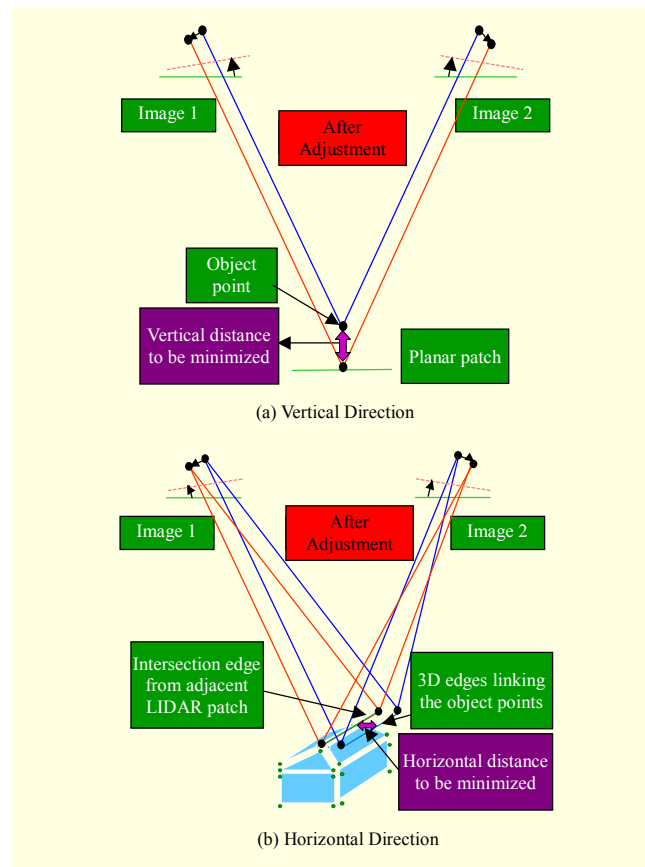 Image 1
Image 2
After
Adjustment
Object
point
Vertical distance
to be minimized
Planar patch
(a) Vertical Direction
Image 1
After
Adjustment
Image 2
Intersection edge
from adjacent
LIDAR patch
3D edges linking
the object points
Horizontal distance
to be minimized
(b) Horizontal Direction